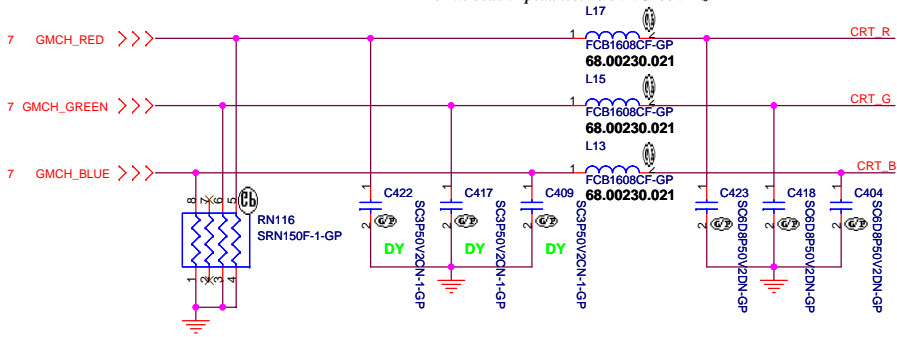 L17
7 GMCH_RED
1
2
CRT_R
FCB1608CF-GP
68.00230.021
L15
7 GMCH_GREEN
1
2
CRT_G
FCB1608CF-GP
68.00230.021
L13
7 GMCH_BLUE
1
2
CRT_B
FCB1608CF-GP
68.00230.021
8
7
6
5
RN116
SRN150F-1-GP
1
2
3
4
1
C422
2
DY
SC3P50V2CN-1-GP
1
C417
2
DY
SC3P50V2CN-1-GP
1
C409
2
DY
SC3P50V2CN-1-GP
1
C423
2
SC6D8P50V2DN-GP
1
C418
2
SC6D8P50V2DN-GP
1
C404
2
SC6D8P50V2DN-GP